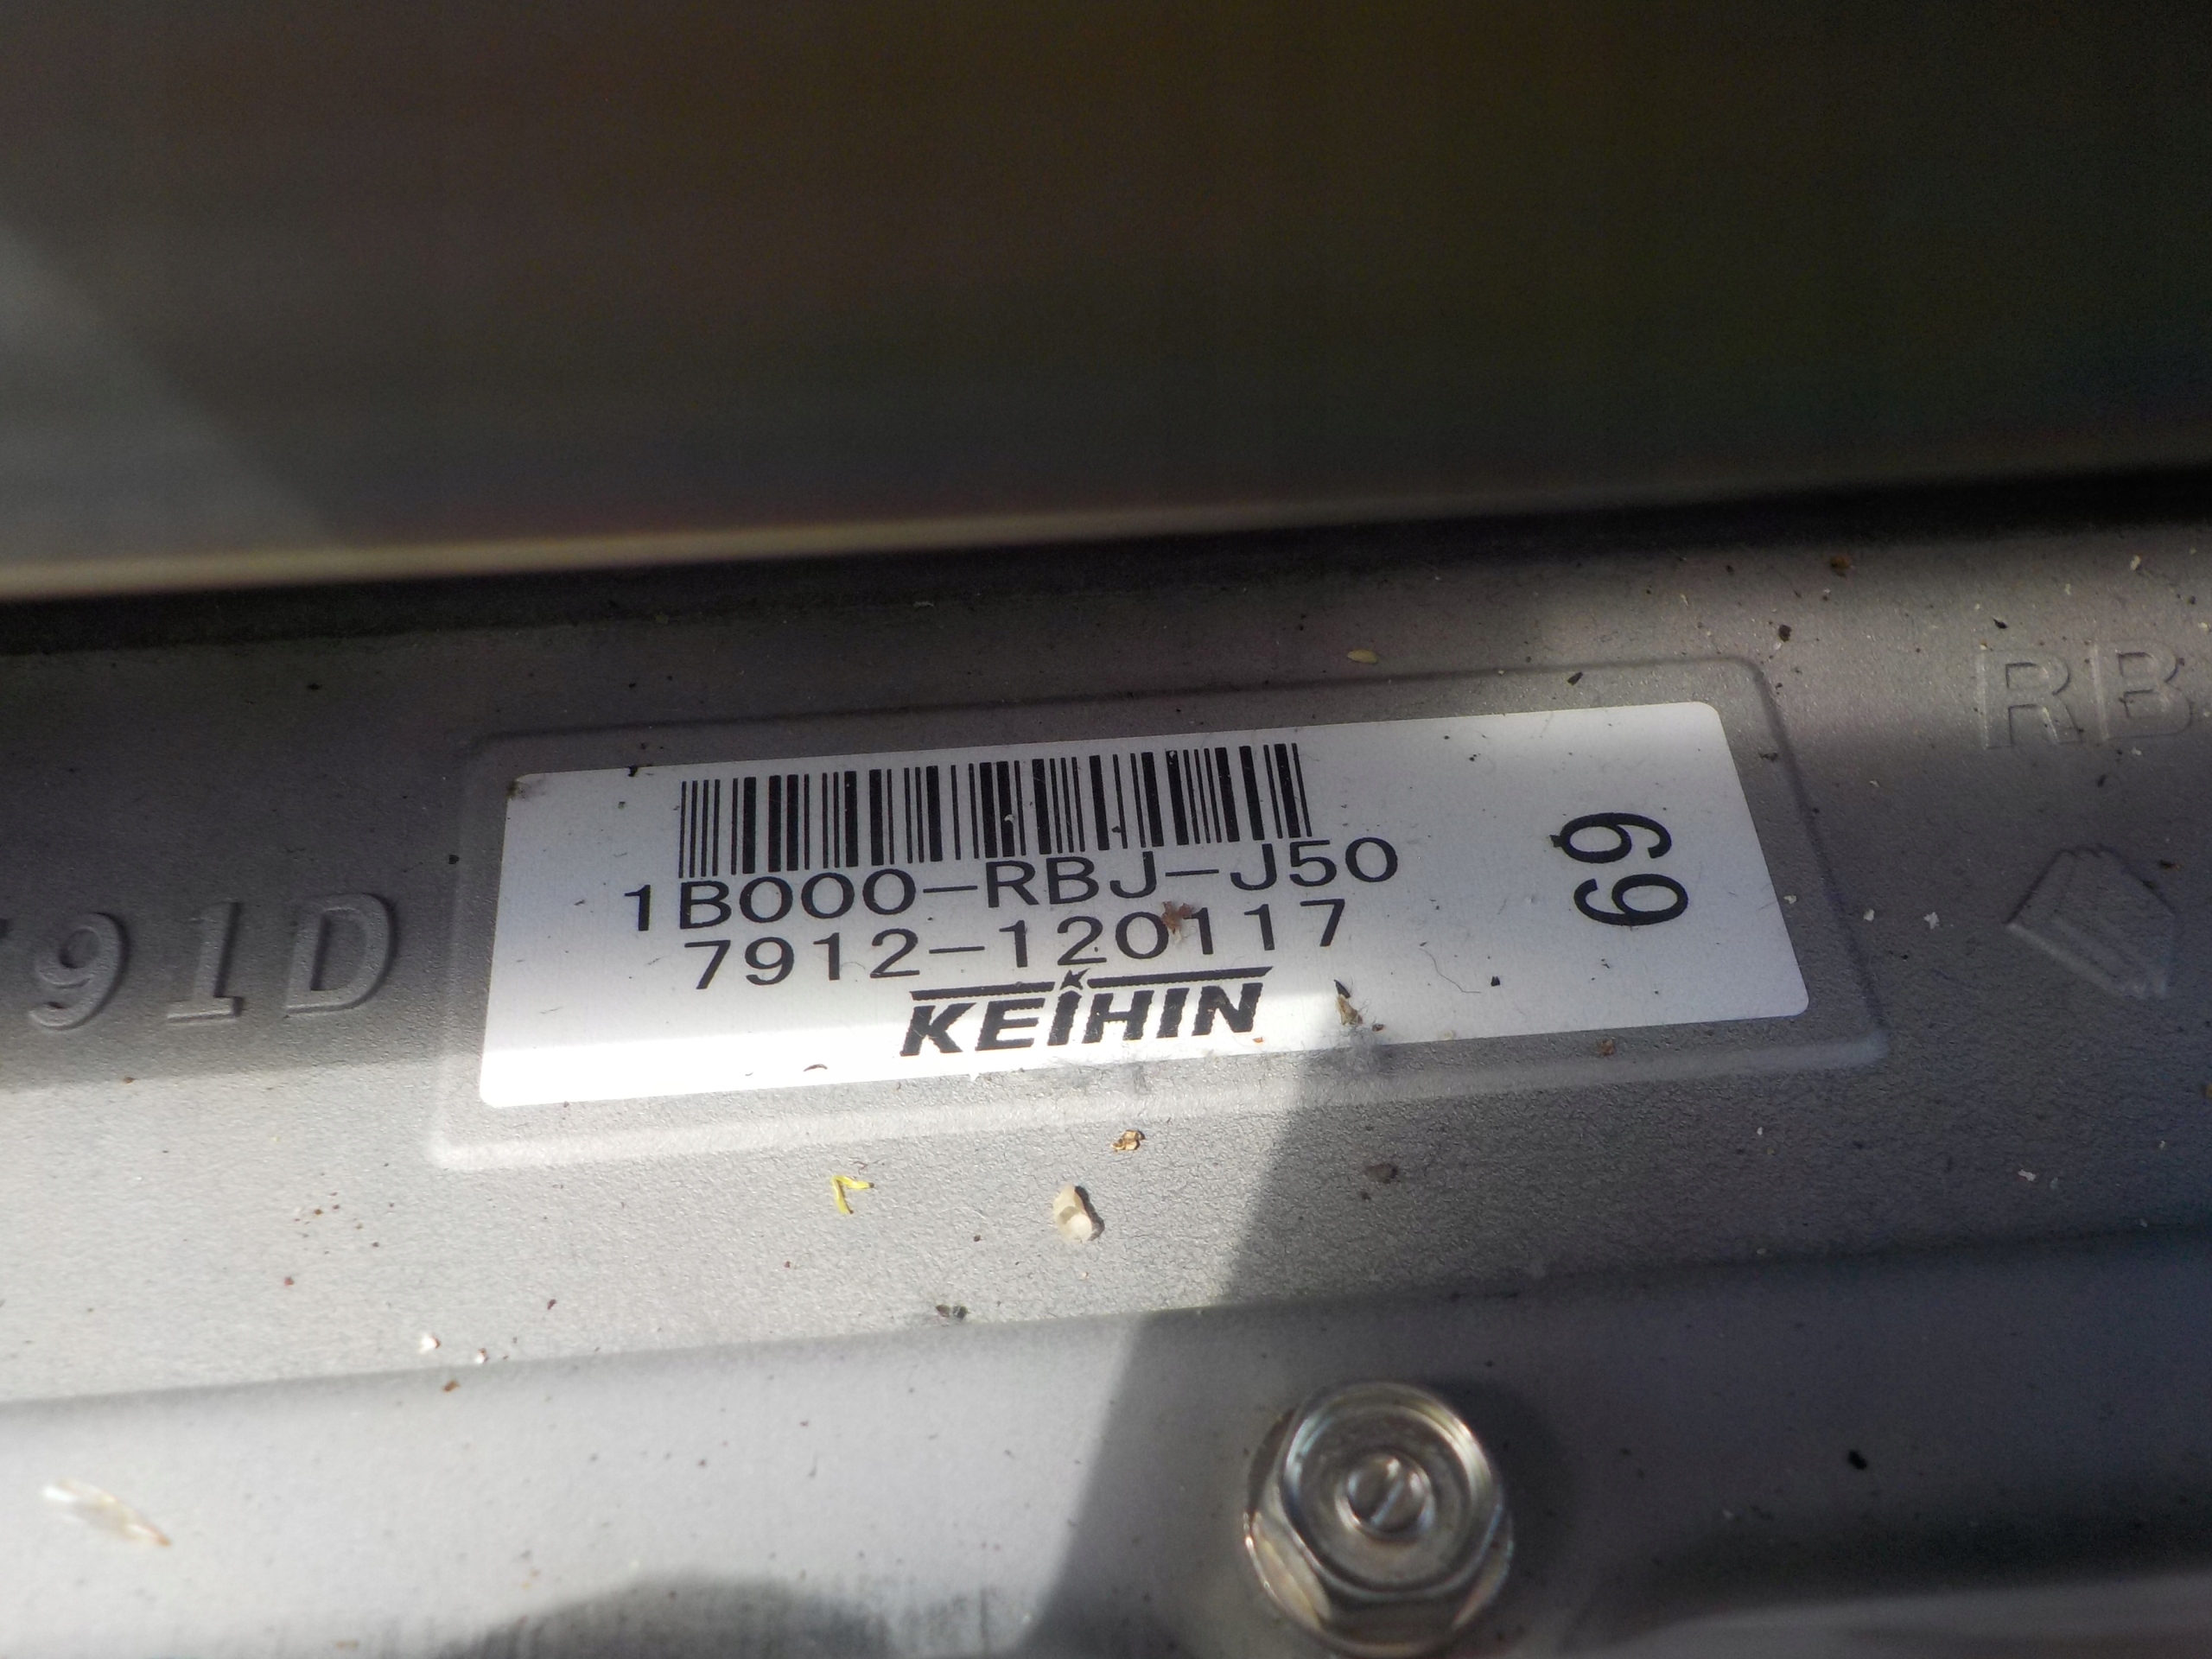 1B000-RBJ-J50
7912-120117
KEIHIN
69
91D
RB